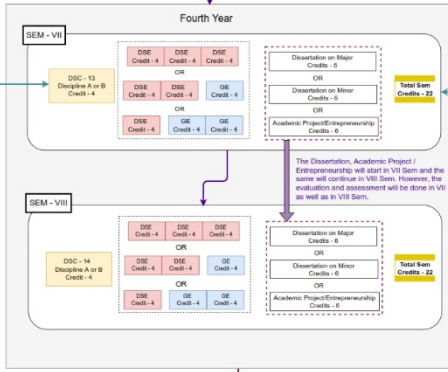 Fourth Year
SEM - VII
DSC - 13
Discipline A or B
Credit - 4
DSE
Credit - 4
DSE
Credit - 4
DSE
Credit - 4
OR
DSE
Credit - 4
DSE
Credit - 4
GE
Credit - 4
OR
DSE
Credit - 4
GE
Credit - 4
GE
Credit - 4
Dissertation on Major
Credits - 6
OR
Dissertation on Minor
Credits - 6
OR
Academic Project/Entrepreneurship
Credits - 6
Total Sem
Credits - 22
The Dissertation, Academic Project /
Entrepreneurship will start in VII Sem and the
same will continue in VIII Sem. However, the
evaluation and assessment will be done in VII
as well as in VIII Sem.
SEM - VIII
DSC - 14
Discipline A or B
Credit - 4
DSE
Credit - 4
DSE
Credit - 4
DSE
Credit - 4
OR
DSE
Credit - 4
DSE
Credit - 4
GE
Credit - 4
OR
DSE
Credit - 4
GE
Credit - 4
GE
Credit - 4
Dissertation on Major
Credits - 6
OR
Dissertation on Minor
Credits - 6
OR
Academic Project/Entrepreneurship
Credits - 6
Total Sem
Credits - 22